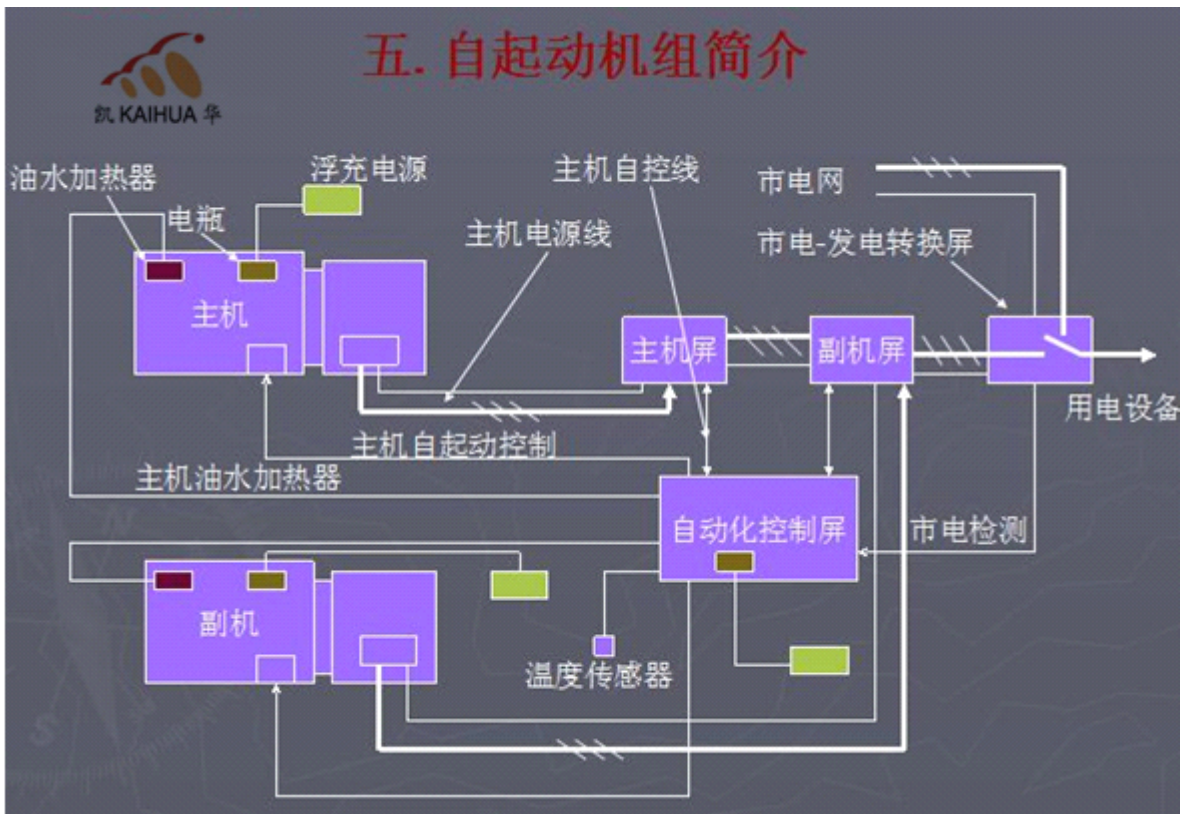 五.自起动机组简介
凯 KAIHUA 华
油水加热器
浮充电源
主机自控线
市电网
电瓶
主机电源线
市电-发电转换屏
主机
主机屏
副机屏
用电设备
主机自起动控制
主机油水加热器
自动化控制屏
市电检测
副机
温度传感器